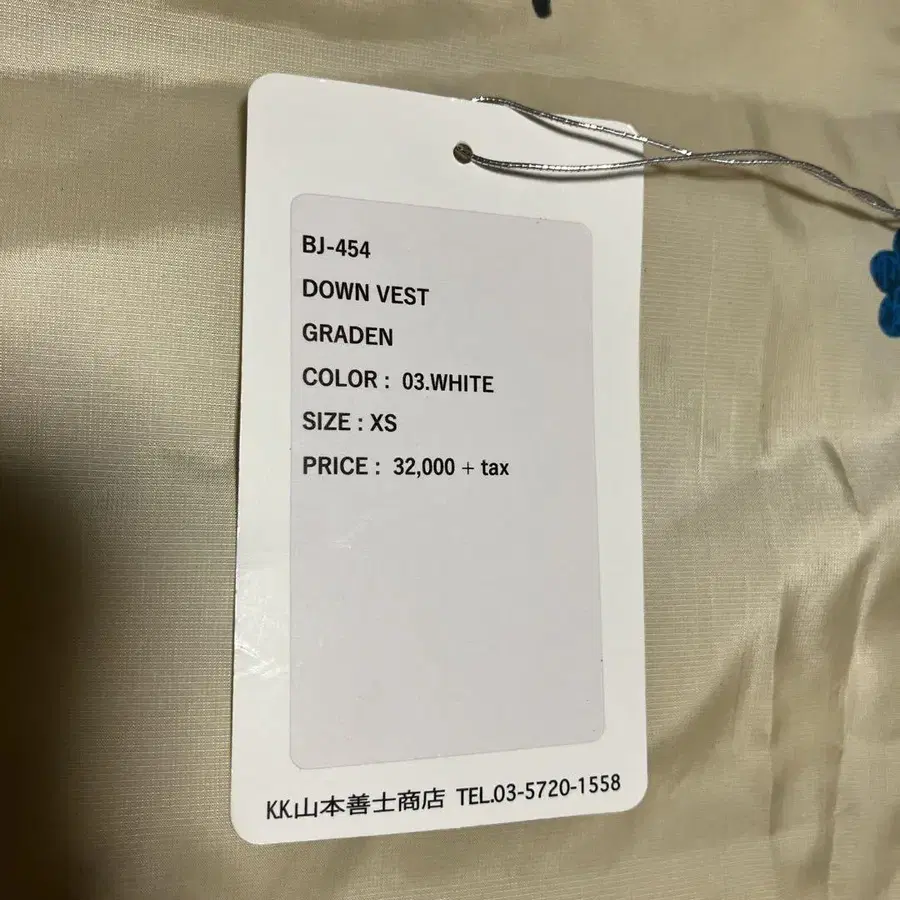 BJ-454
DOWN VEST
GRADEN
COLOR : 03.WHITE
SIZE : XS
PRICE : 32,000 + tax
KK.山本善士商店 TEL.03-5720-1558